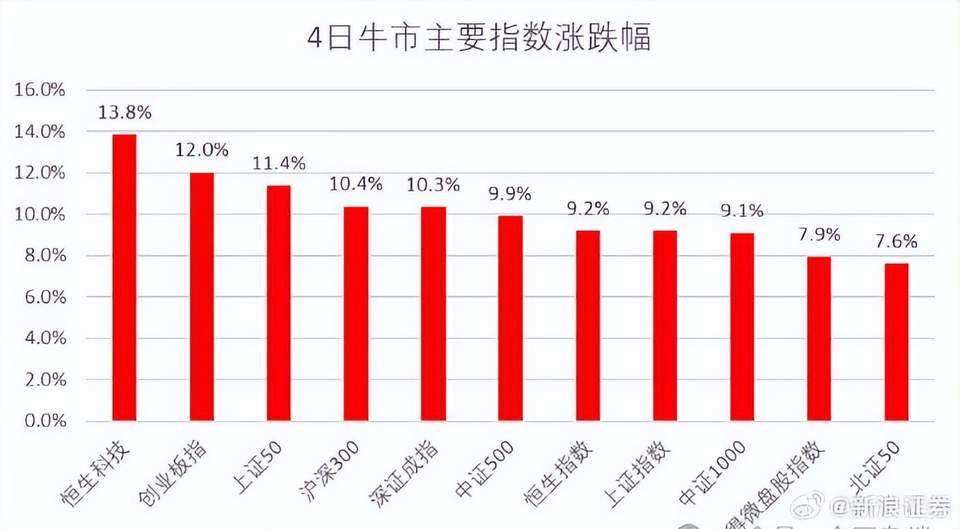 4日牛市主要指数涨跌幅
16.0%
14.0%
12.0%
10.0%
8.0%
6.0%
4.0%
2.0%
0.0%
13.8%
12.0%
11.4%
10.4%
10.3%
9.9%
9.2%
9.2%
9.1%
7.9%
7.6%
恒生科技
创业板指
上证50
沪深300
深证成指
中证500
恒生指数
上证指数
中证1000
得微盘股指数
北证50
@新浪证券